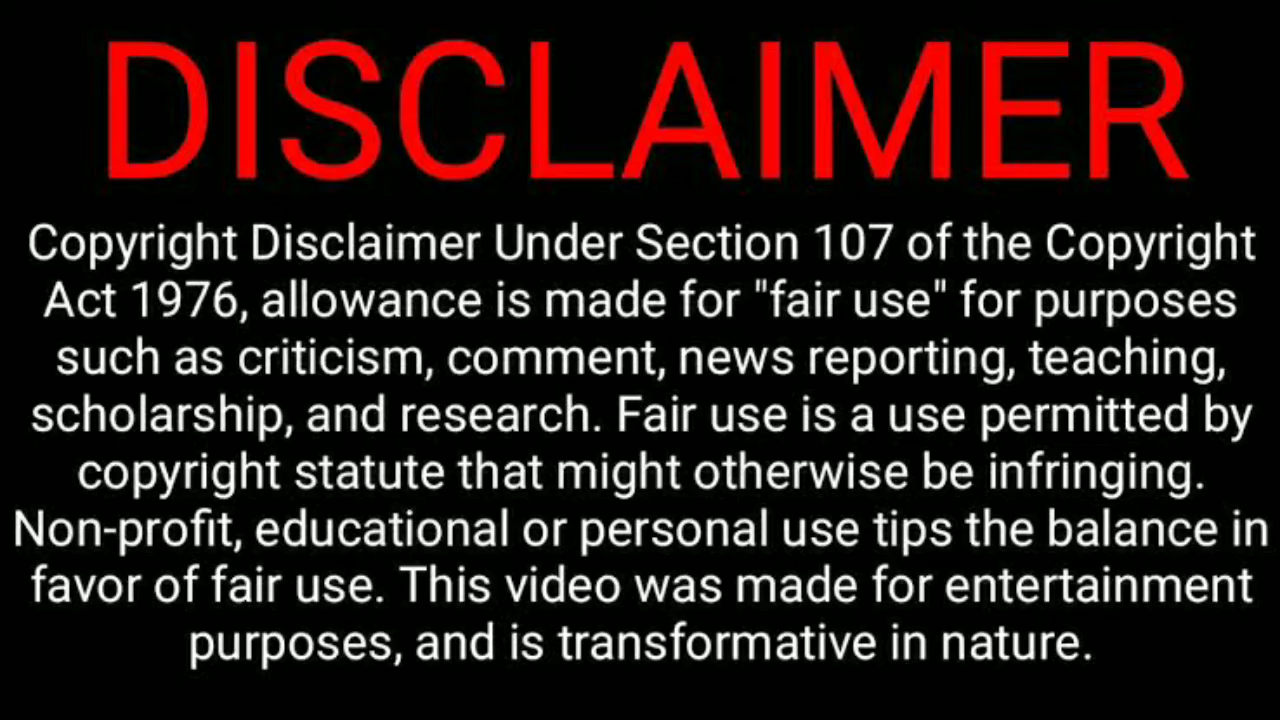 DISCLAIMER
Copyright Disclaimer Under Section 107 of the Copyright
Act 1976, allowance is made for "fair use" for purposes
such as criticism, comment, news reporting, teaching,
scholarship, and research. Fair use is a use permitted by
copyright statute that might otherwise be infringing.
Non-profit, educational or personal use tips the balance in
favor of fair use. This video was made for entertainment
purposes, and is transformative in nature.